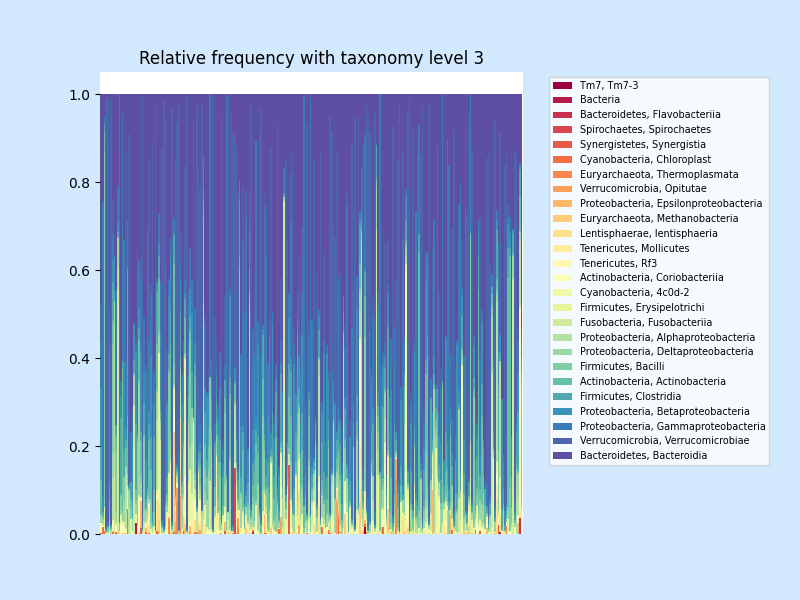 Relative frequency with taxonomy level 3
1.0
0.8
0.6
0.4
0.2
0.0
Tm7, Tm7-3
Bacteria
Bacteroidetes, Flavobacteriia
Spirochaetes, Spirochaetes
Synergistetes, Synergistia
Cyanobacteria, Chloroplast
Euryarchaeota, Thermoplasmata
Verrucomicrobia, Opitutae
Proteobacteria, Epsilonproteobacteria
Euryarchaeota, Methanobacteria
Lentisphaerae, lentisphaeria
Tenericutes, Mollicutes
Tenericutes, Rf3
Actinobacteria, Coriobacteriia
Cyanobacteria, 4c0d-2
Firmicutes, Erysipelotrichi
Fusobacteria, Fusobacteriia
Proteobacteria, Alphaproteobacteria
Proteobacteria, Deltaproteobacteria
Firmicutes, Bacilli
Actinobacteria, Actinobacteria
Firmicutes, Clostridia
Proteobacteria, Betaproteobacteria
Proteobacteria, Gammaproteobacteria
Verrucomicrobia, Verrucomicrobiae
Bacteroidetes, Bacteroidia